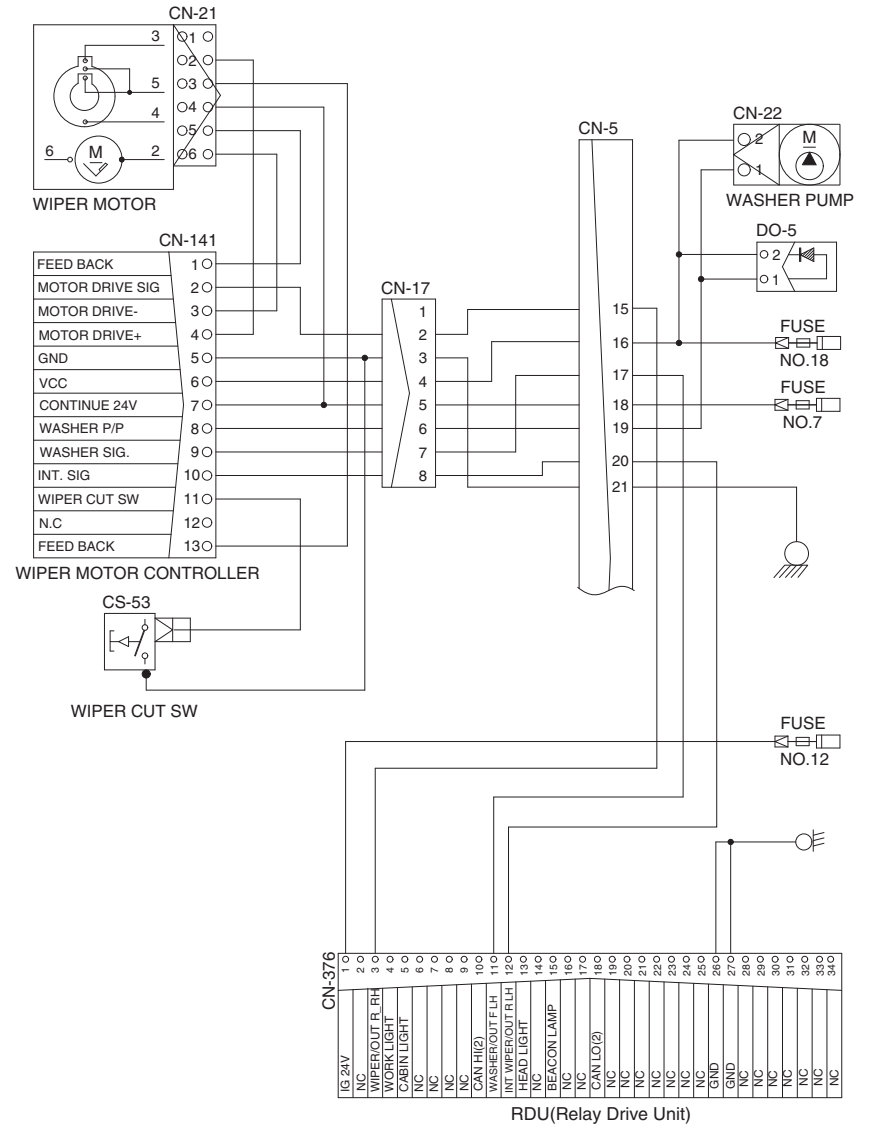 CN-21
3
1
2
5
3
4
4
5
6
M
2
6
WIPER MOTOR
CN-141
FEED BACK 1
MOTOR DRIVE SIG 2
MOTOR DRIVE- 3
MOTOR DRIVE+ 4
GND 5
VCC 6
CONTINUE 24V 7
WASHER P/P 8
WASHER SIG. 9
INT. SIG 10
WIPER CUT SW 11
N.C 12
FEED BACK 13
WIPER MOTOR CONTROLLER
CS-53
WIPER CUT SW
CN-17
1
2
3
4
5
6
7
8
CN-5
15
16
17
18
19
20
21
CN-22
2
M
1
WASHER PUMP
DO-5
2
1
FUSE
NO.18
FUSE
NO.7
FUSE
NO.12
CN-376
1 IG 24V
2 NC
3 WIPER/OUT R_RH
4 WORK LIGHT
5 CABIN LIGHT
6 NC
7 NC
8 NC
9 NC
10 CAN HI(2)
11 WASHER/OUT F LH
12 INT WIPER/OUT R LH
13 HEAD LIGHT
14 NC
15 BEACON LAMP
16 NC
17 NC
18 CAN LO(2)
19 NC
20 NC
21 NC
22 NC
23 NC
24 NC
25 NC
26 GND
27 GND
28 NC
29 NC
30 NC
31 NC
32 NC
33 NC
34 NC
RDU(Relay Drive Unit)